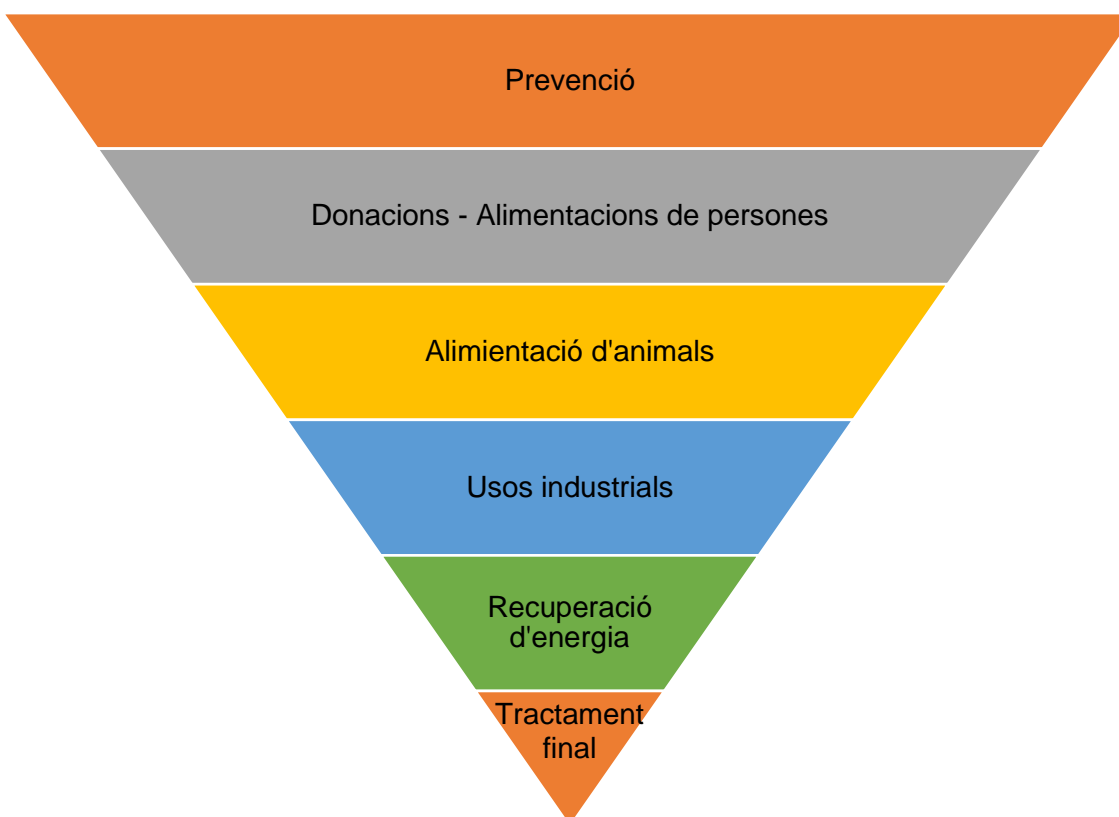 Prevenció
Donacions - Alimentacions de persones
Alimientació d'animals
Usos industrials
Recuperació
d'energia
Tractament
final